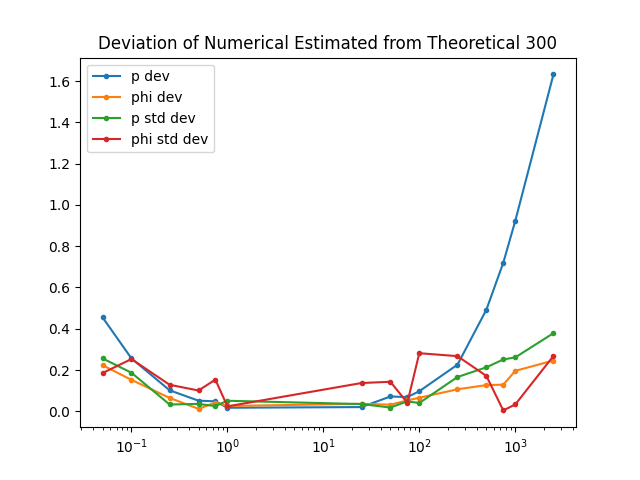 Deviation of Numerical Estimated from Theoretical 300
p dev
phi dev
p std dev
phi std dev
1.6
1.4
1.2
1.0
0.8
0.6
0.4
0.2
0.0
10⁻¹ 10⁰ 10¹ 10² 10³